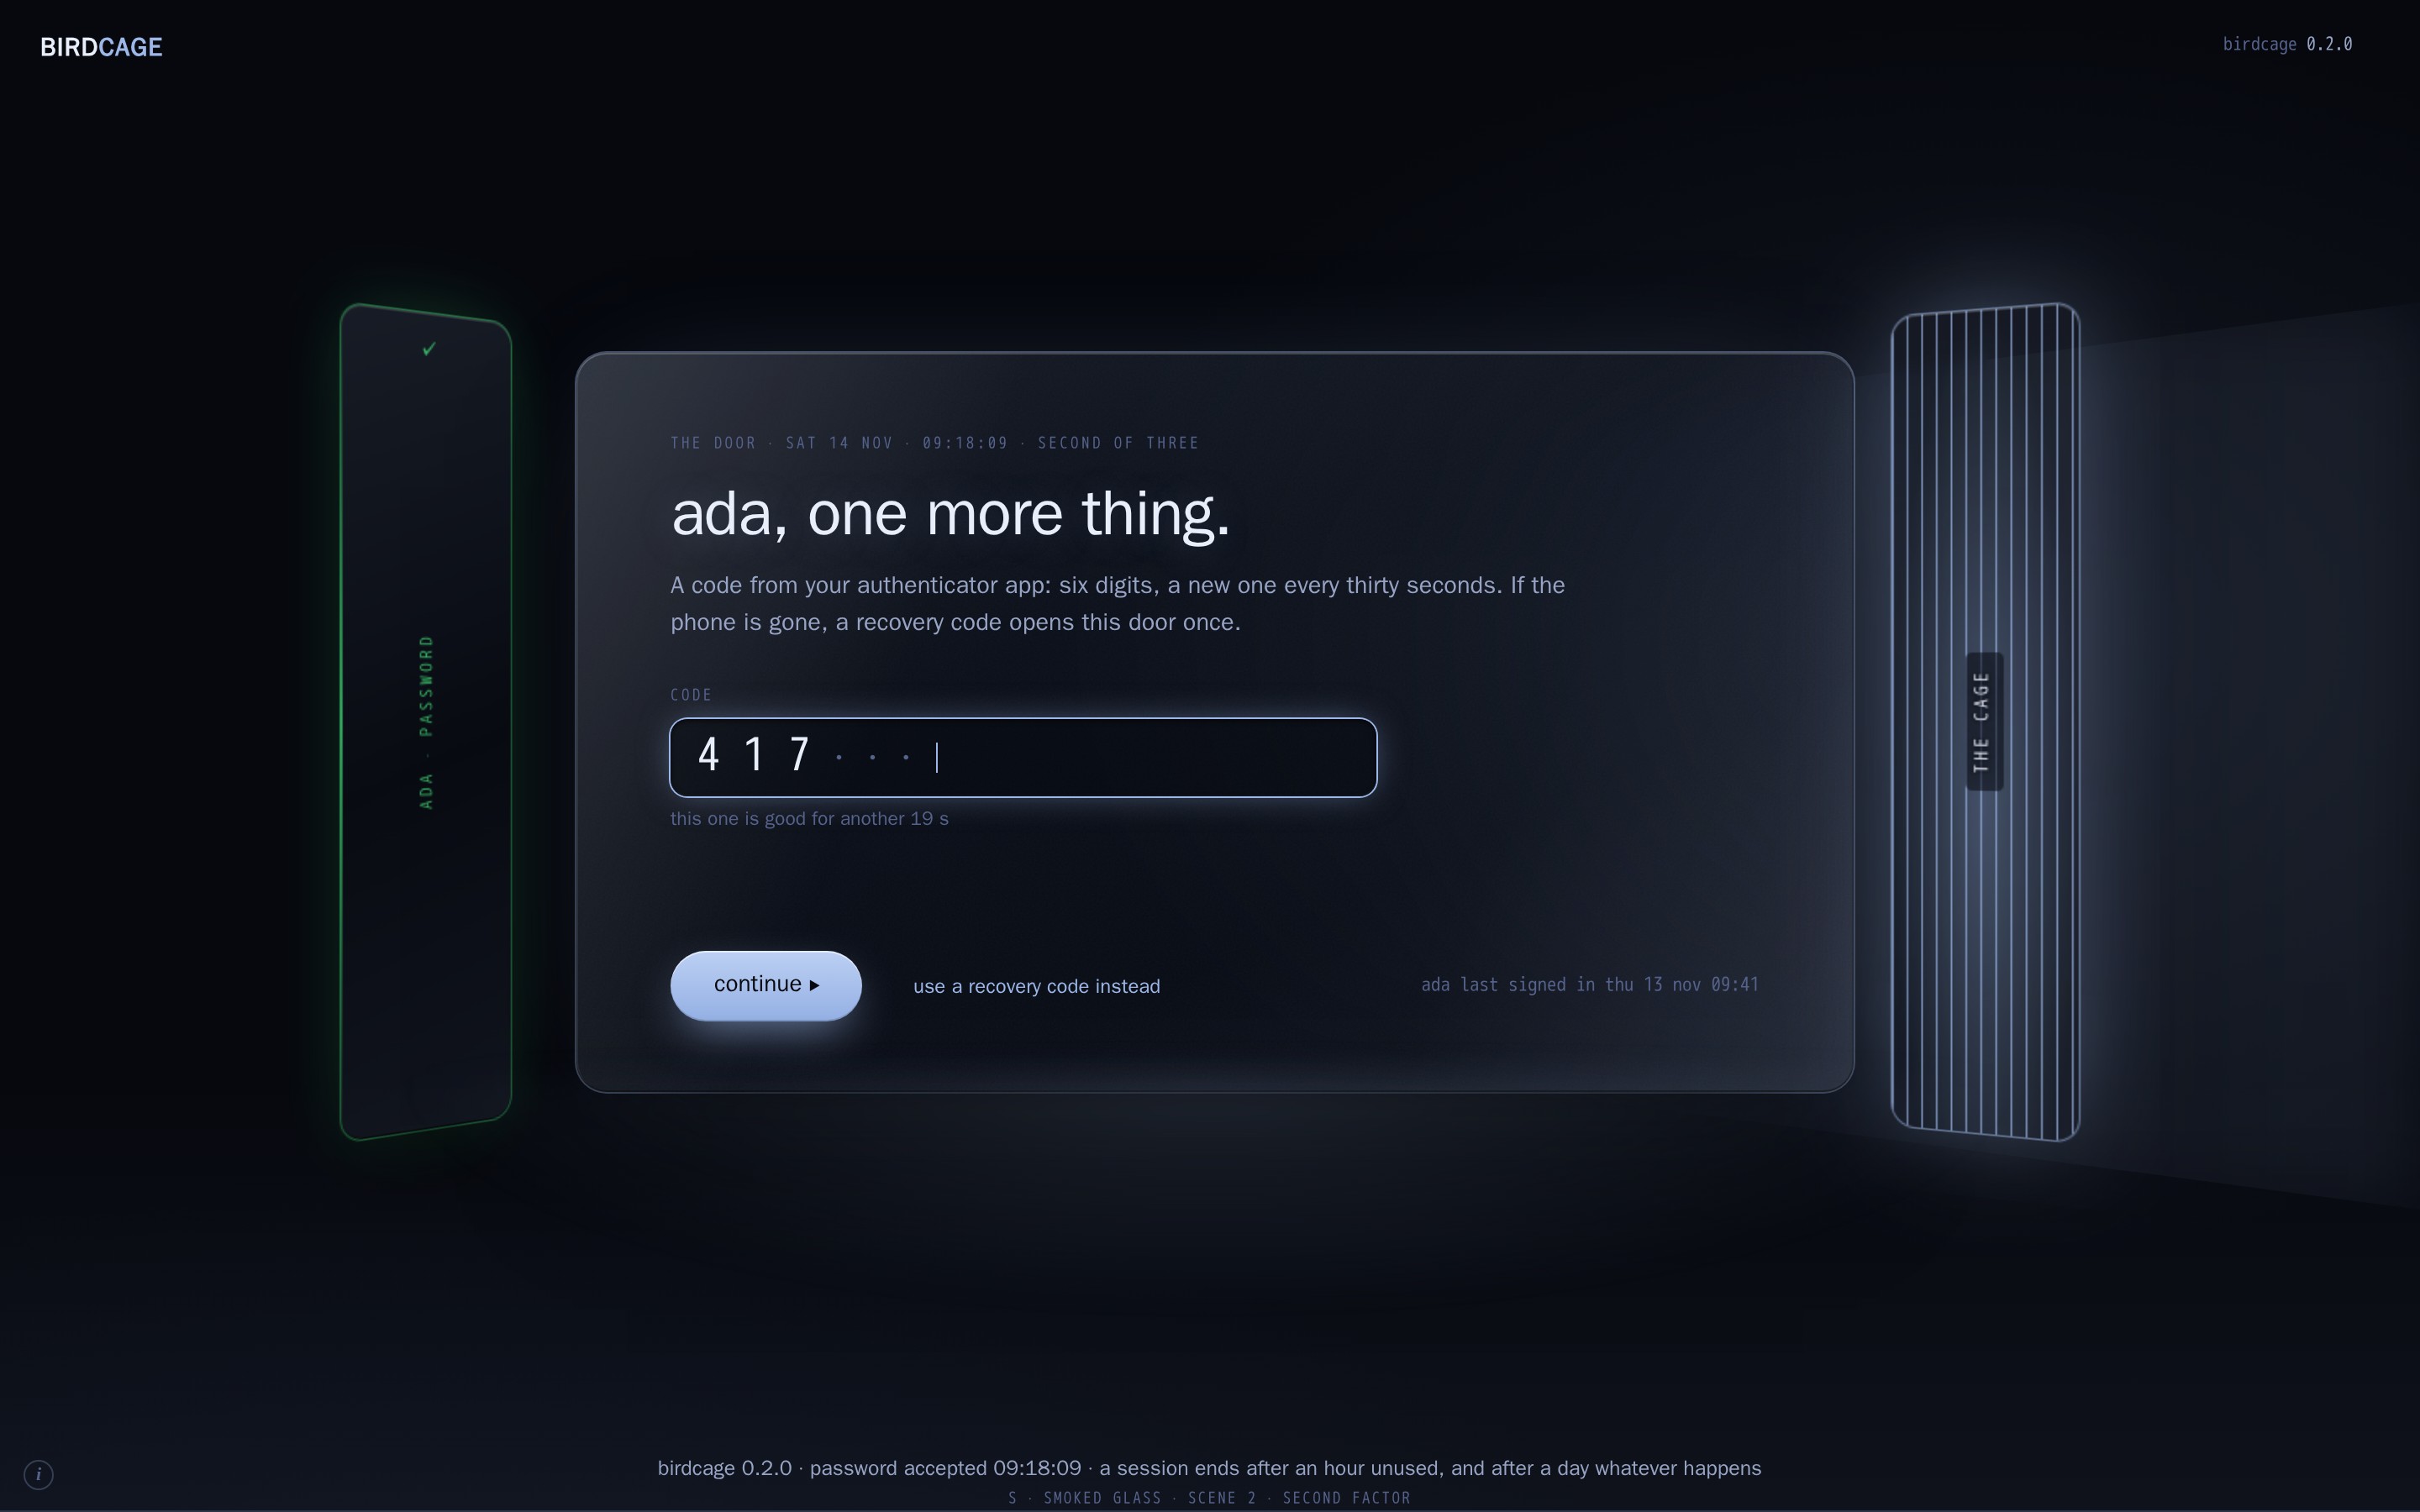 BIRDCAGE
birdcage 0.2.0
✓
ADA · PASSWORD
THE DOOR · SAT 14 NOV · 09:18:09 · SECOND OF THREE
ada, one more thing.
A code from your authenticator app: six digits, a new one every thirty seconds. If the
phone is gone, a recovery code opens this door once.
CODE
4 1 7 · · ·
this one is good for another 19 s
continue ▸
use a recovery code instead
ada last signed in thu 13 nov 09:41
THE CAGE
birdcage 0.2.0 · password accepted 09:18:09 · a session ends after an hour unused, and after a day whatever happens
S · SMOKED GLASS · SCENE 2 · SECOND FACTOR
i